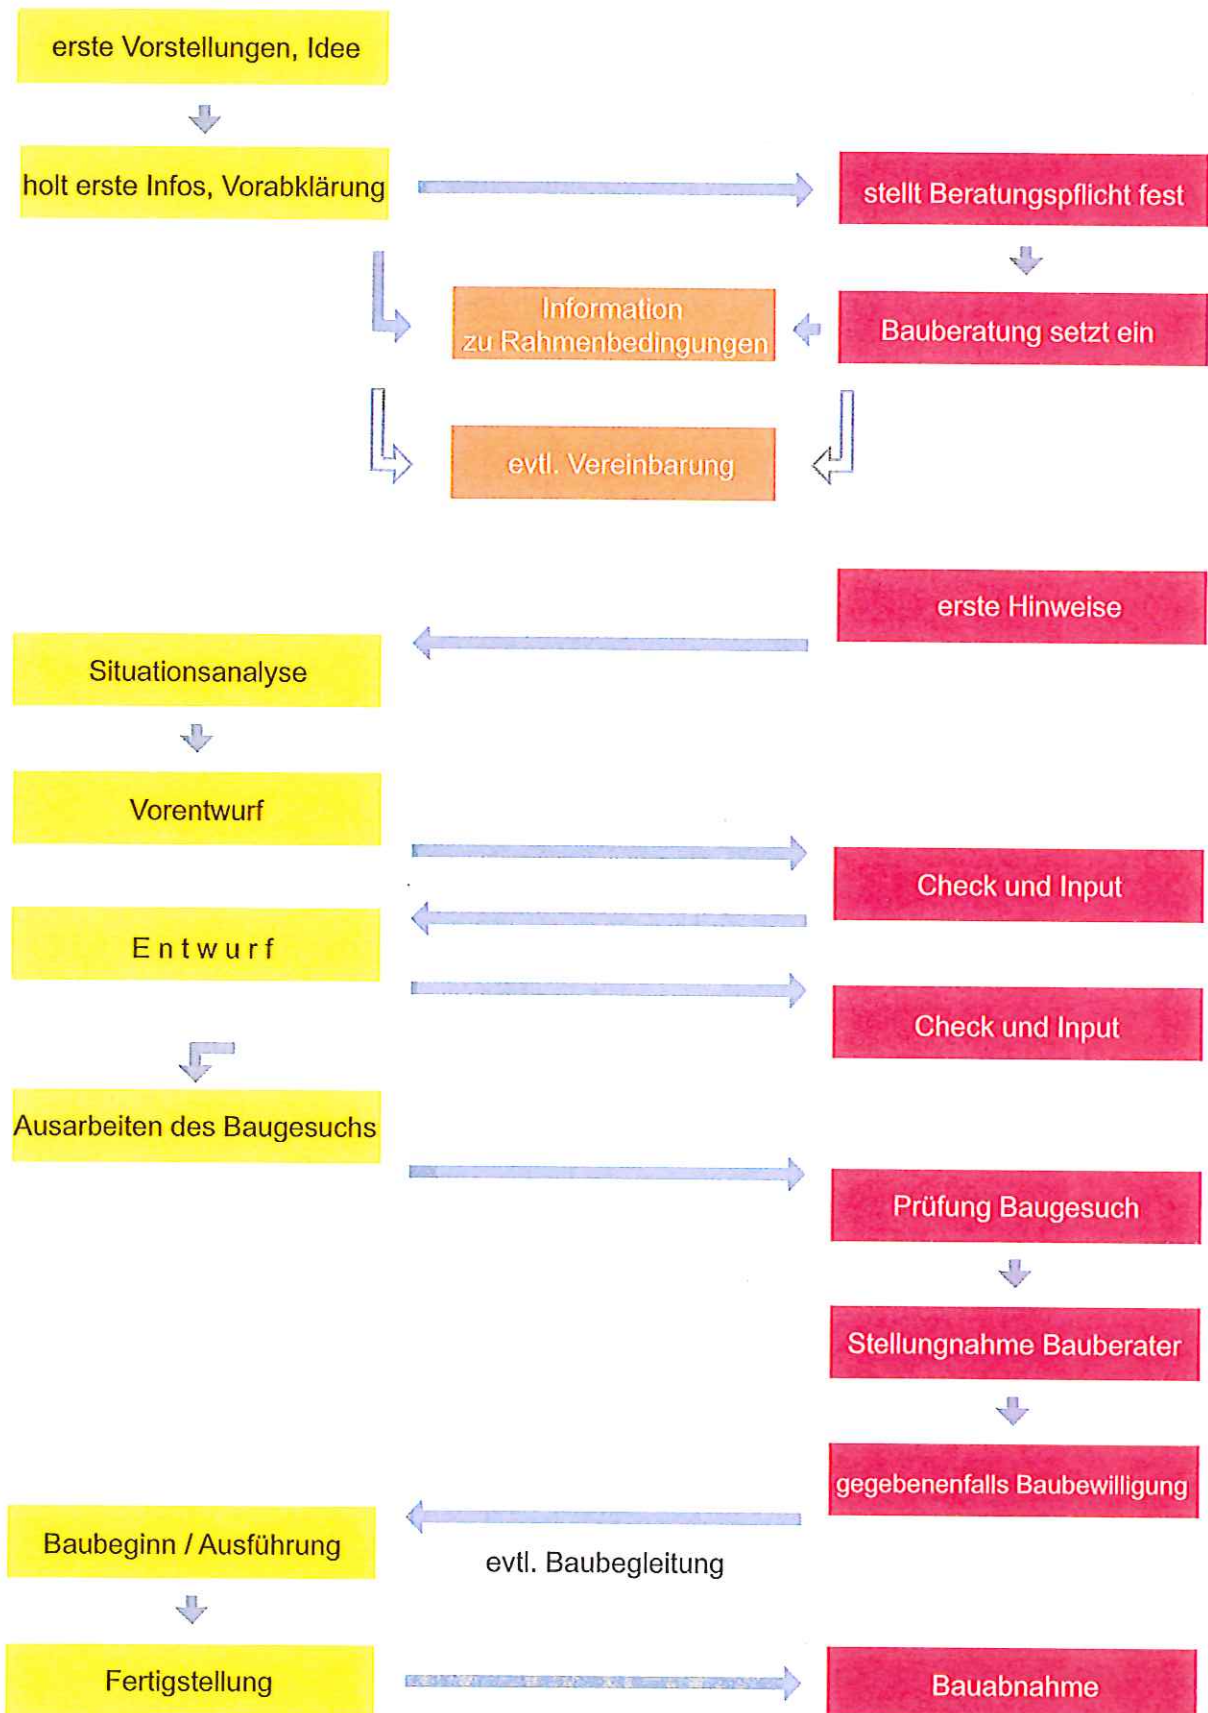 erste Vorstellungen, Idee
holt erste Infos, Vorabklärung
stellt Beratungspflicht fest
Information
zu Rahmenbedingungen
Bauberatung setzt ein
evtl. Vereinbarung
erste Hinweise
Situationsanalyse
Vorentwurf
Check und Input
E n t w u r f
Check und Input
Ausarbeiten des Baugesuchs
Prüfung Baugesuch
Stellungnahme Bauberater
gegebenenfalls Baubewilligung
Baubeginn / Ausführung
evtl. Baubegleitung
Fertigstellung
Bauabnahme